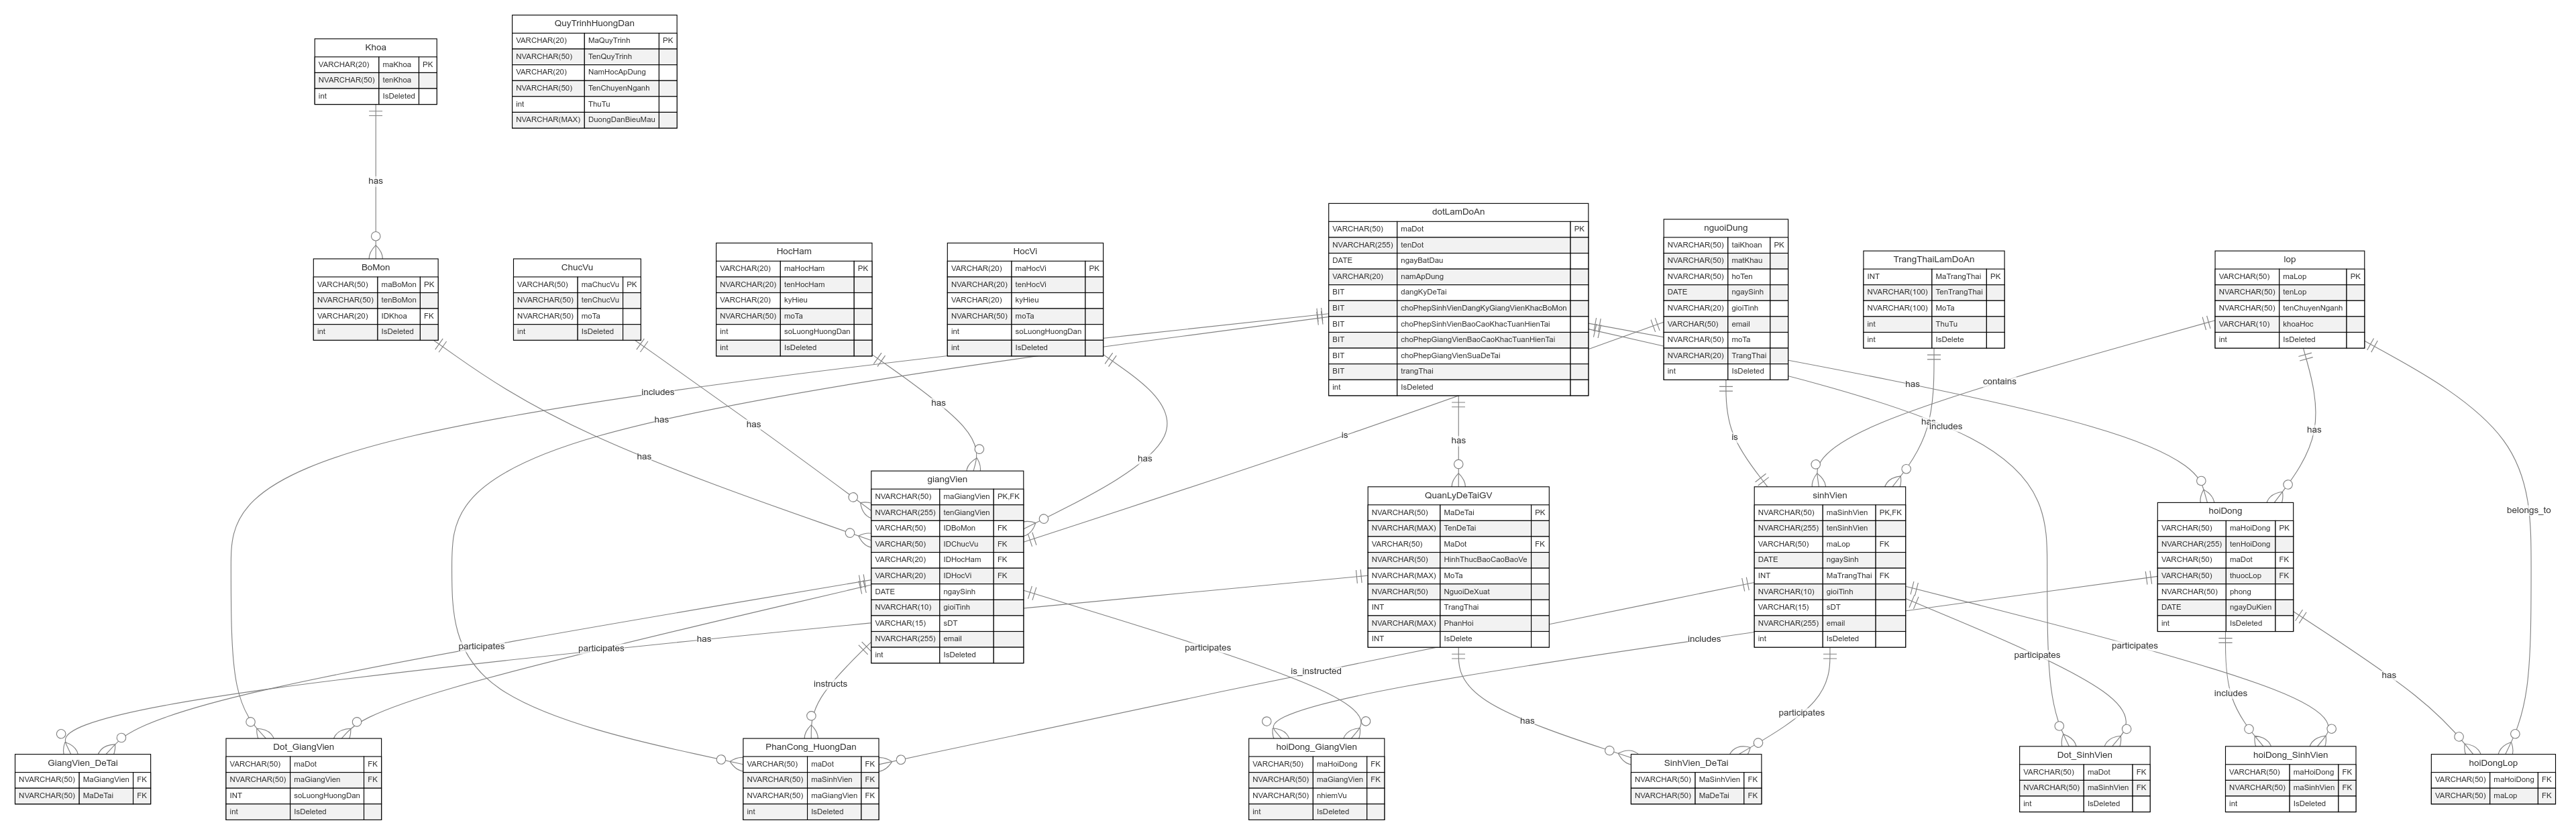 QuyTrinhHuongDan
VARCHAR(20) MaQuyTrinh PK
NVARCHAR(50) TenQuyTrinh
VARCHAR(20) NamHocApDung
NVARCHAR(50) TenChuyenNganh
int ThuTu
NVARCHAR(MAX) DuongDanBieuMau
Khoa
VARCHAR(20) maKhoa PK
NVARCHAR(50) tenKhoa
int IsDeleted
has
BoMon
VARCHAR(50) maBoMon PK
NVARCHAR(50) tenBoMon
VARCHAR(20) IDKhoa FK
int IsDeleted
ChucVu
VARCHAR(50) maChucVu PK
NVARCHAR(50) tenChucVu
NVARCHAR(50) moTa
int IsDeleted
HocHam
VARCHAR(20) maHocHam PK
NVARCHAR(20) tenHocHam
VARCHAR(20) kyHieu
NVARCHAR(50) moTa
int soLuongHuongDan
int IsDeleted
HocVi
VARCHAR(20) maHocVi PK
NVARCHAR(20) tenHocVi
VARCHAR(20) kyHieu
NVARCHAR(50) moTa
int soLuongHuongDan
int IsDeleted
dotLamDoAn
VARCHAR(50) maDot PK
NVARCHAR(255) tenDot
DATE ngayBatDau
VARCHAR(20) namApDung
BIT dangKyDeTai
BIT choPhepSinhVienDangKyGiangVienKhacBoMon
BIT choPhepSinhVienBaoCaoKhacTuanHienTai
BIT choPhepGiangVienBaoCaoKhacTuanHienTai
BIT choPhepGiangVienSuaDeTai
BIT trangThai
int IsDeleted
nguoiDung
NVARCHAR(50) taiKhoan PK
NVARCHAR(50) matKhau
NVARCHAR(50) hoTen
DATE ngaySinh
NVARCHAR(20) gioiTinh
VARCHAR(50) email
NVARCHAR(50) moTa
NVARCHAR(20) TrangThai
int IsDeleted
TrangThaiLamDoAn
INT MaTrangThai PK
NVARCHAR(100) TenTrangThai
NVARCHAR(100) MoTa
int ThuTu
int IsDelete
lop
VARCHAR(50) maLop PK
NVARCHAR(50) tenLop
NVARCHAR(50) tenChuyenNganh
VARCHAR(10) khoaHoc
int IsDeleted
includes
has
has
has
has
has
is
has
is
has
contains
has
includes
has
belongs_to
giangVien
NVARCHAR(50) maGiangVien PK,FK
NVARCHAR(255) tenGiangVien
VARCHAR(50) IDBoMon FK
VARCHAR(50) IDChucVu FK
VARCHAR(20) IDHocHam FK
VARCHAR(20) IDHocVi FK
DATE ngaySinh
NVARCHAR(10) gioiTinh
VARCHAR(15) sDT
NVARCHAR(255) email
int IsDeleted
QuanLyDeTaiGV
NVARCHAR(50) MaDeTai PK
NVARCHAR(MAX) TenDeTai
VARCHAR(50) MaDot FK
NVARCHAR(50) HinhThucBaoCaoBaoVe
NVARCHAR(MAX) MoTa
NVARCHAR(50) NguoiDeXuat
INT TrangThai
NVARCHAR(MAX) PhanHoi
INT IsDelete
sinhVien
NVARCHAR(50) maSinhVien PK,FK
NVARCHAR(255) tenSinhVien
VARCHAR(50) maLop FK
DATE ngaySinh
INT MaTrangThai FK
NVARCHAR(10) gioiTinh
VARCHAR(15) sDT
NVARCHAR(255) email
int IsDeleted
hoiDong
VARCHAR(50) maHoiDong PK
NVARCHAR(255) tenHoiDong
VARCHAR(50) maDot FK
VARCHAR(50) thuocLop FK
NVARCHAR(50) phong
DATE ngayDuKien
int IsDeleted
participates
participates
has
instructs
participates
is_instructed
includes
has
participates
participates
participates
includes
has
GiangVien_DeTai
NVARCHAR(50) MaGiangVien FK
NVARCHAR(50) MaDeTai FK
Dot_GiangVien
VARCHAR(50) maDot FK
NVARCHAR(50) maGiangVien FK
INT soLuongHuongDan
int IsDeleted
PhanCong_HuongDan
VARCHAR(50) maDot FK
NVARCHAR(50) maSinhVien FK
NVARCHAR(50) maGiangVien FK
int IsDeleted
hoiDong_GiangVien
VARCHAR(50) maHoiDong FK
NVARCHAR(50) maGiangVien FK
NVARCHAR(50) nhiemVu
int IsDeleted
SinhVien_DeTai
NVARCHAR(50) MaSinhVien FK
NVARCHAR(50) MaDeTai FK
Dot_SinhVien
VARCHAR(50) maDot FK
NVARCHAR(50) maSinhVien FK
int IsDeleted
hoiDong_SinhVien
VARCHAR(50) maHoiDong FK
NVARCHAR(50) maSinhVien FK
int IsDeleted
hoiDongLop
VARCHAR(50) maHoiDong FK
VARCHAR(50) maLop FK